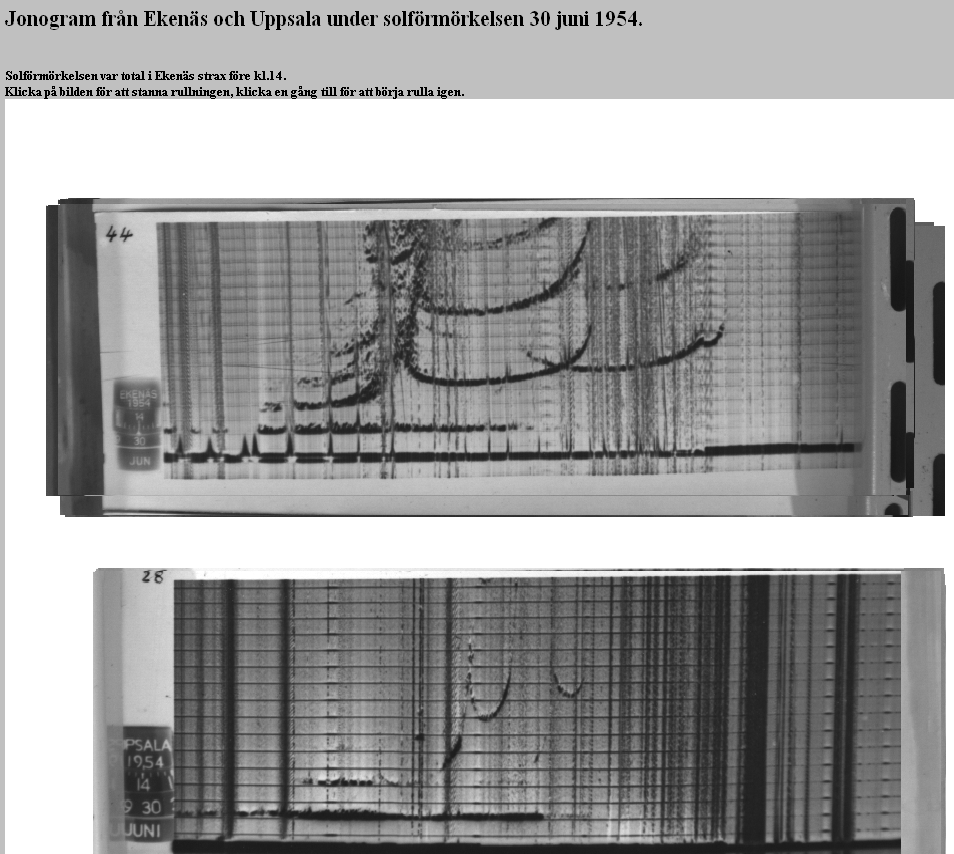 Jonogram från Ekenäs och Uppsala under solförmörkelsen 30 juni 1954.
Solförmörkelsen var total i Ekenäs strax före kl.14.
Klicka på bilden för att stanna rullningen, klicka en gång till för att börja rulla igen.
44
EKENÄS
1954
14
30
JUN
28
PPSALA
1954
14
9 30
JUNI